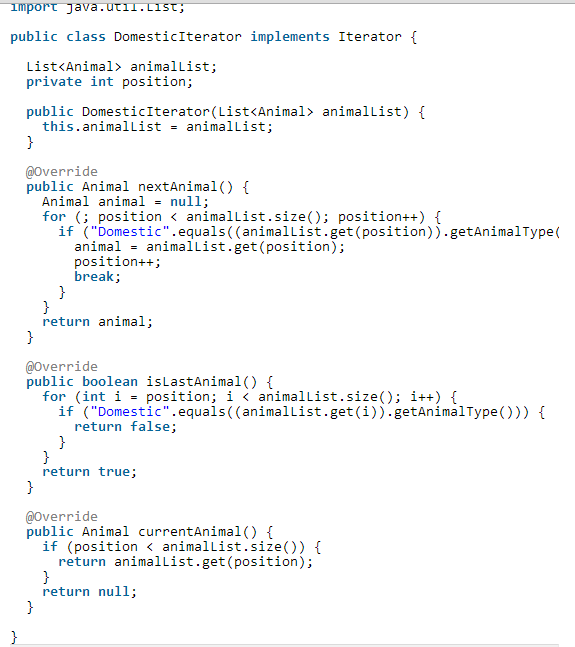 import java.util.List;
public class DomesticIterator implements Iterator {
List<Animal> animalList;
private int position;
public DomesticIterator(List<Animal> animalList) {
this.animalList = animalList;
}
@Override
public Animal nextAnimal() {
Animal animal = null;
for (; position < animalList.size(); position++) {
if ("Domestic".equals((animalList.get(position)).getAnimalType(
animal = animalList.get(position);
position++;
break;
}
}
return animal;
}
@Override
public boolean isLastAnimal() {
for (int i = position; i < animalList.size(); i++) {
if ("Domestic".equals((animalList.get(i)).getAnimalType())) {
return false;
}
}
return true;
}
@Override
public Animal currentAnimal() {
if (position < animalList.size()) {
return animalList.get(position);
}
return null;
}
}